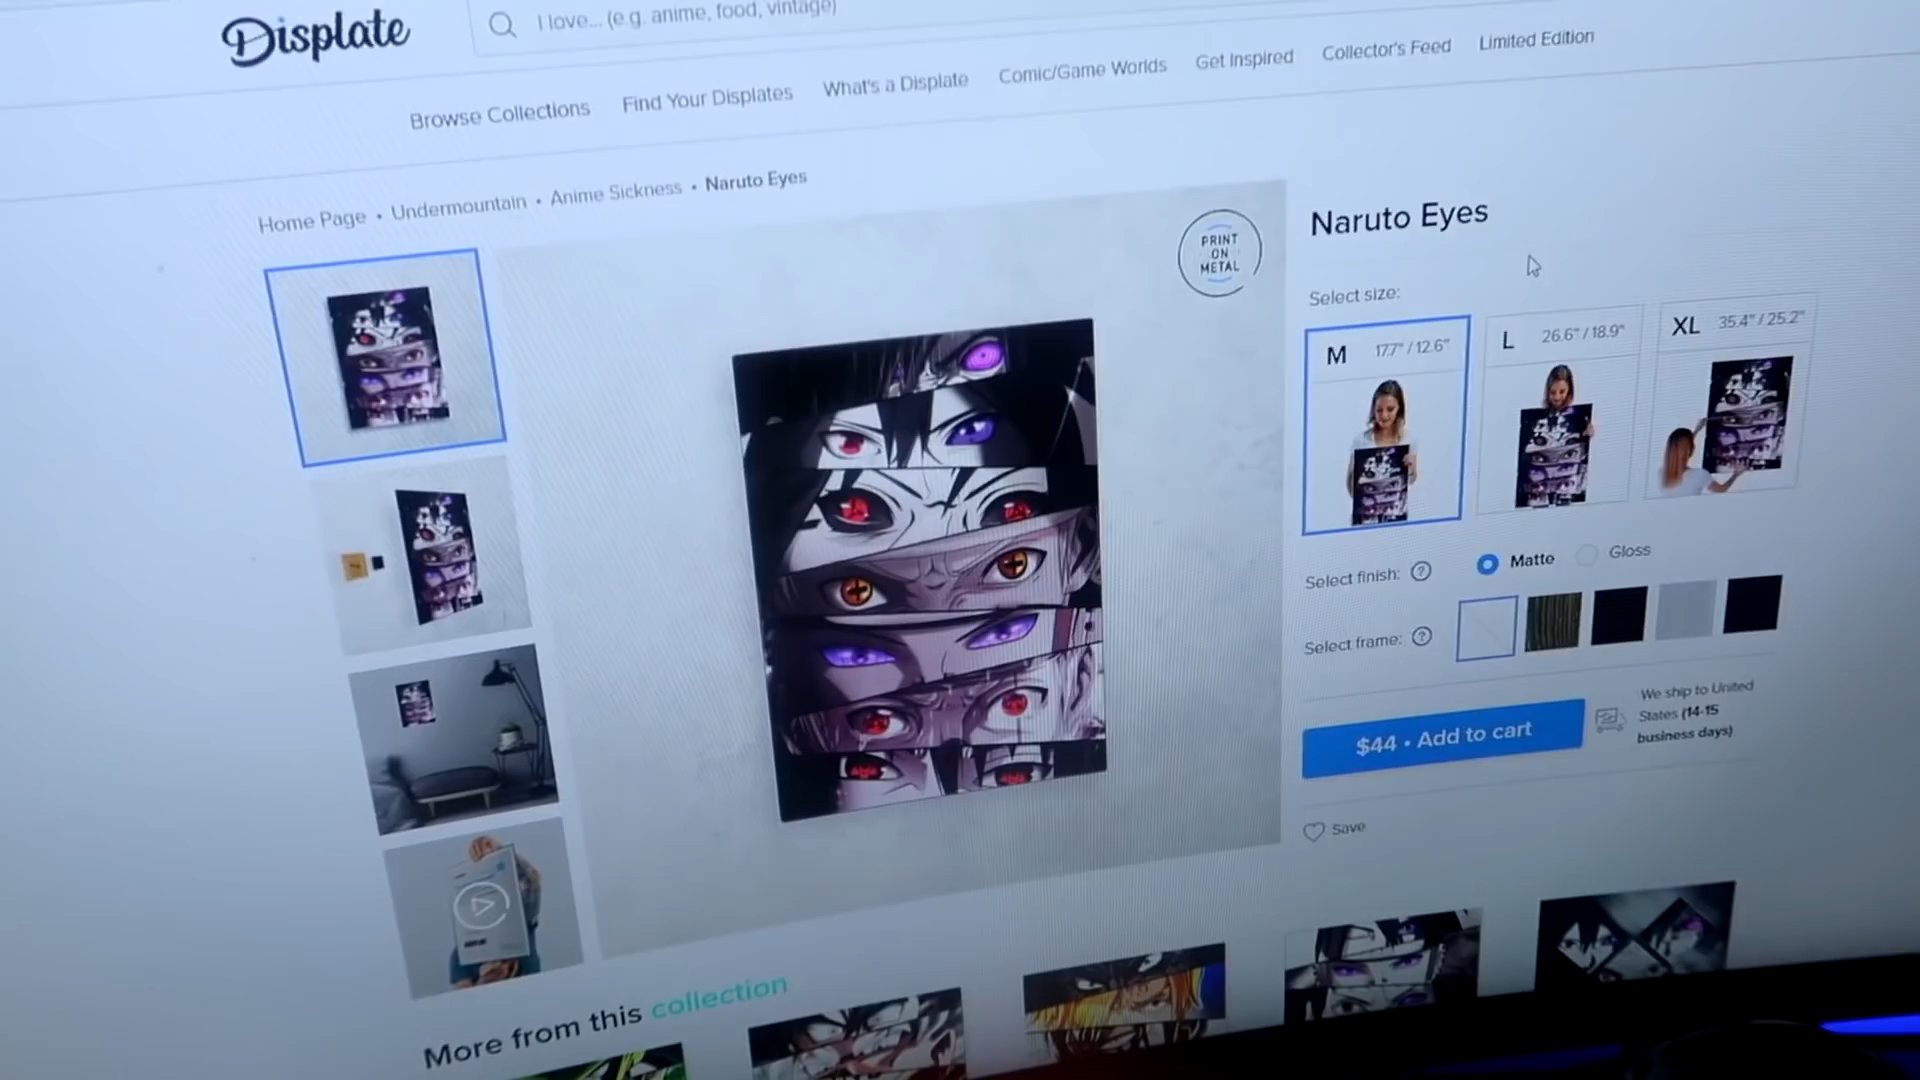 Displate
I love... (e.g. anime, food, vintage)
Browse Collections
Find Your Displates
What's a Displate
Comic/Game Worlds
Get Inspired
Collector's Feed
Limited Edition
Home Page • Undermountain • Anime Sickness • Naruto Eyes
PRINT
ON
METAL
Naruto Eyes
Select size:
M 17.7" / 12.6"
L 26.6" / 18.9"
XL 35.4" / 25.2"
Select finish: ? Matte Gloss
Select frame: ?
$44 • Add to cart
We ship to United
States (14-15
business days)
Save
More from this collection